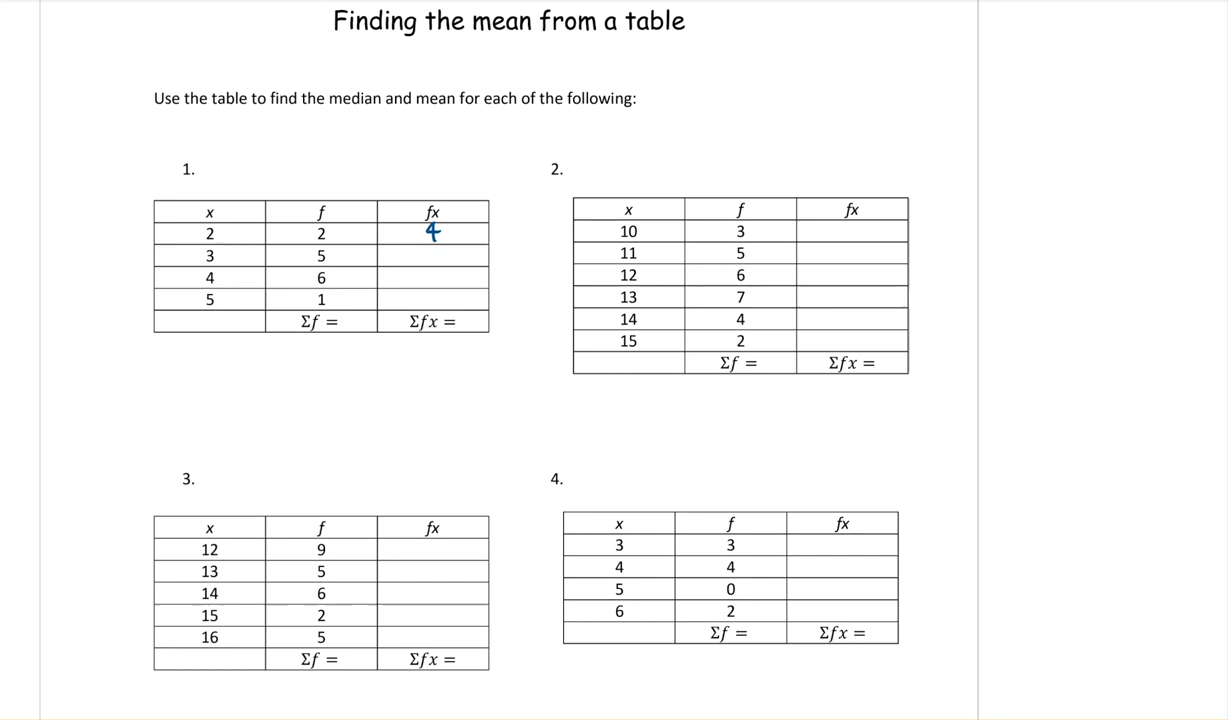 Finding the mean from a table
Use the table to find the median and mean for each of the following:
1.
x f fx
2 2 4
3 5
4 6
5 1
Σf = Σfx =
2.
x f fx
10 3
11 5
12 6
13 7
14 4
15 2
Σf = Σfx =
3.
x f fx
12 9
13 5
14 6
15 2
16 5
Σf = Σfx =
4.
x f fx
3 3
4 4
5 0
6 2
Σf = Σfx =